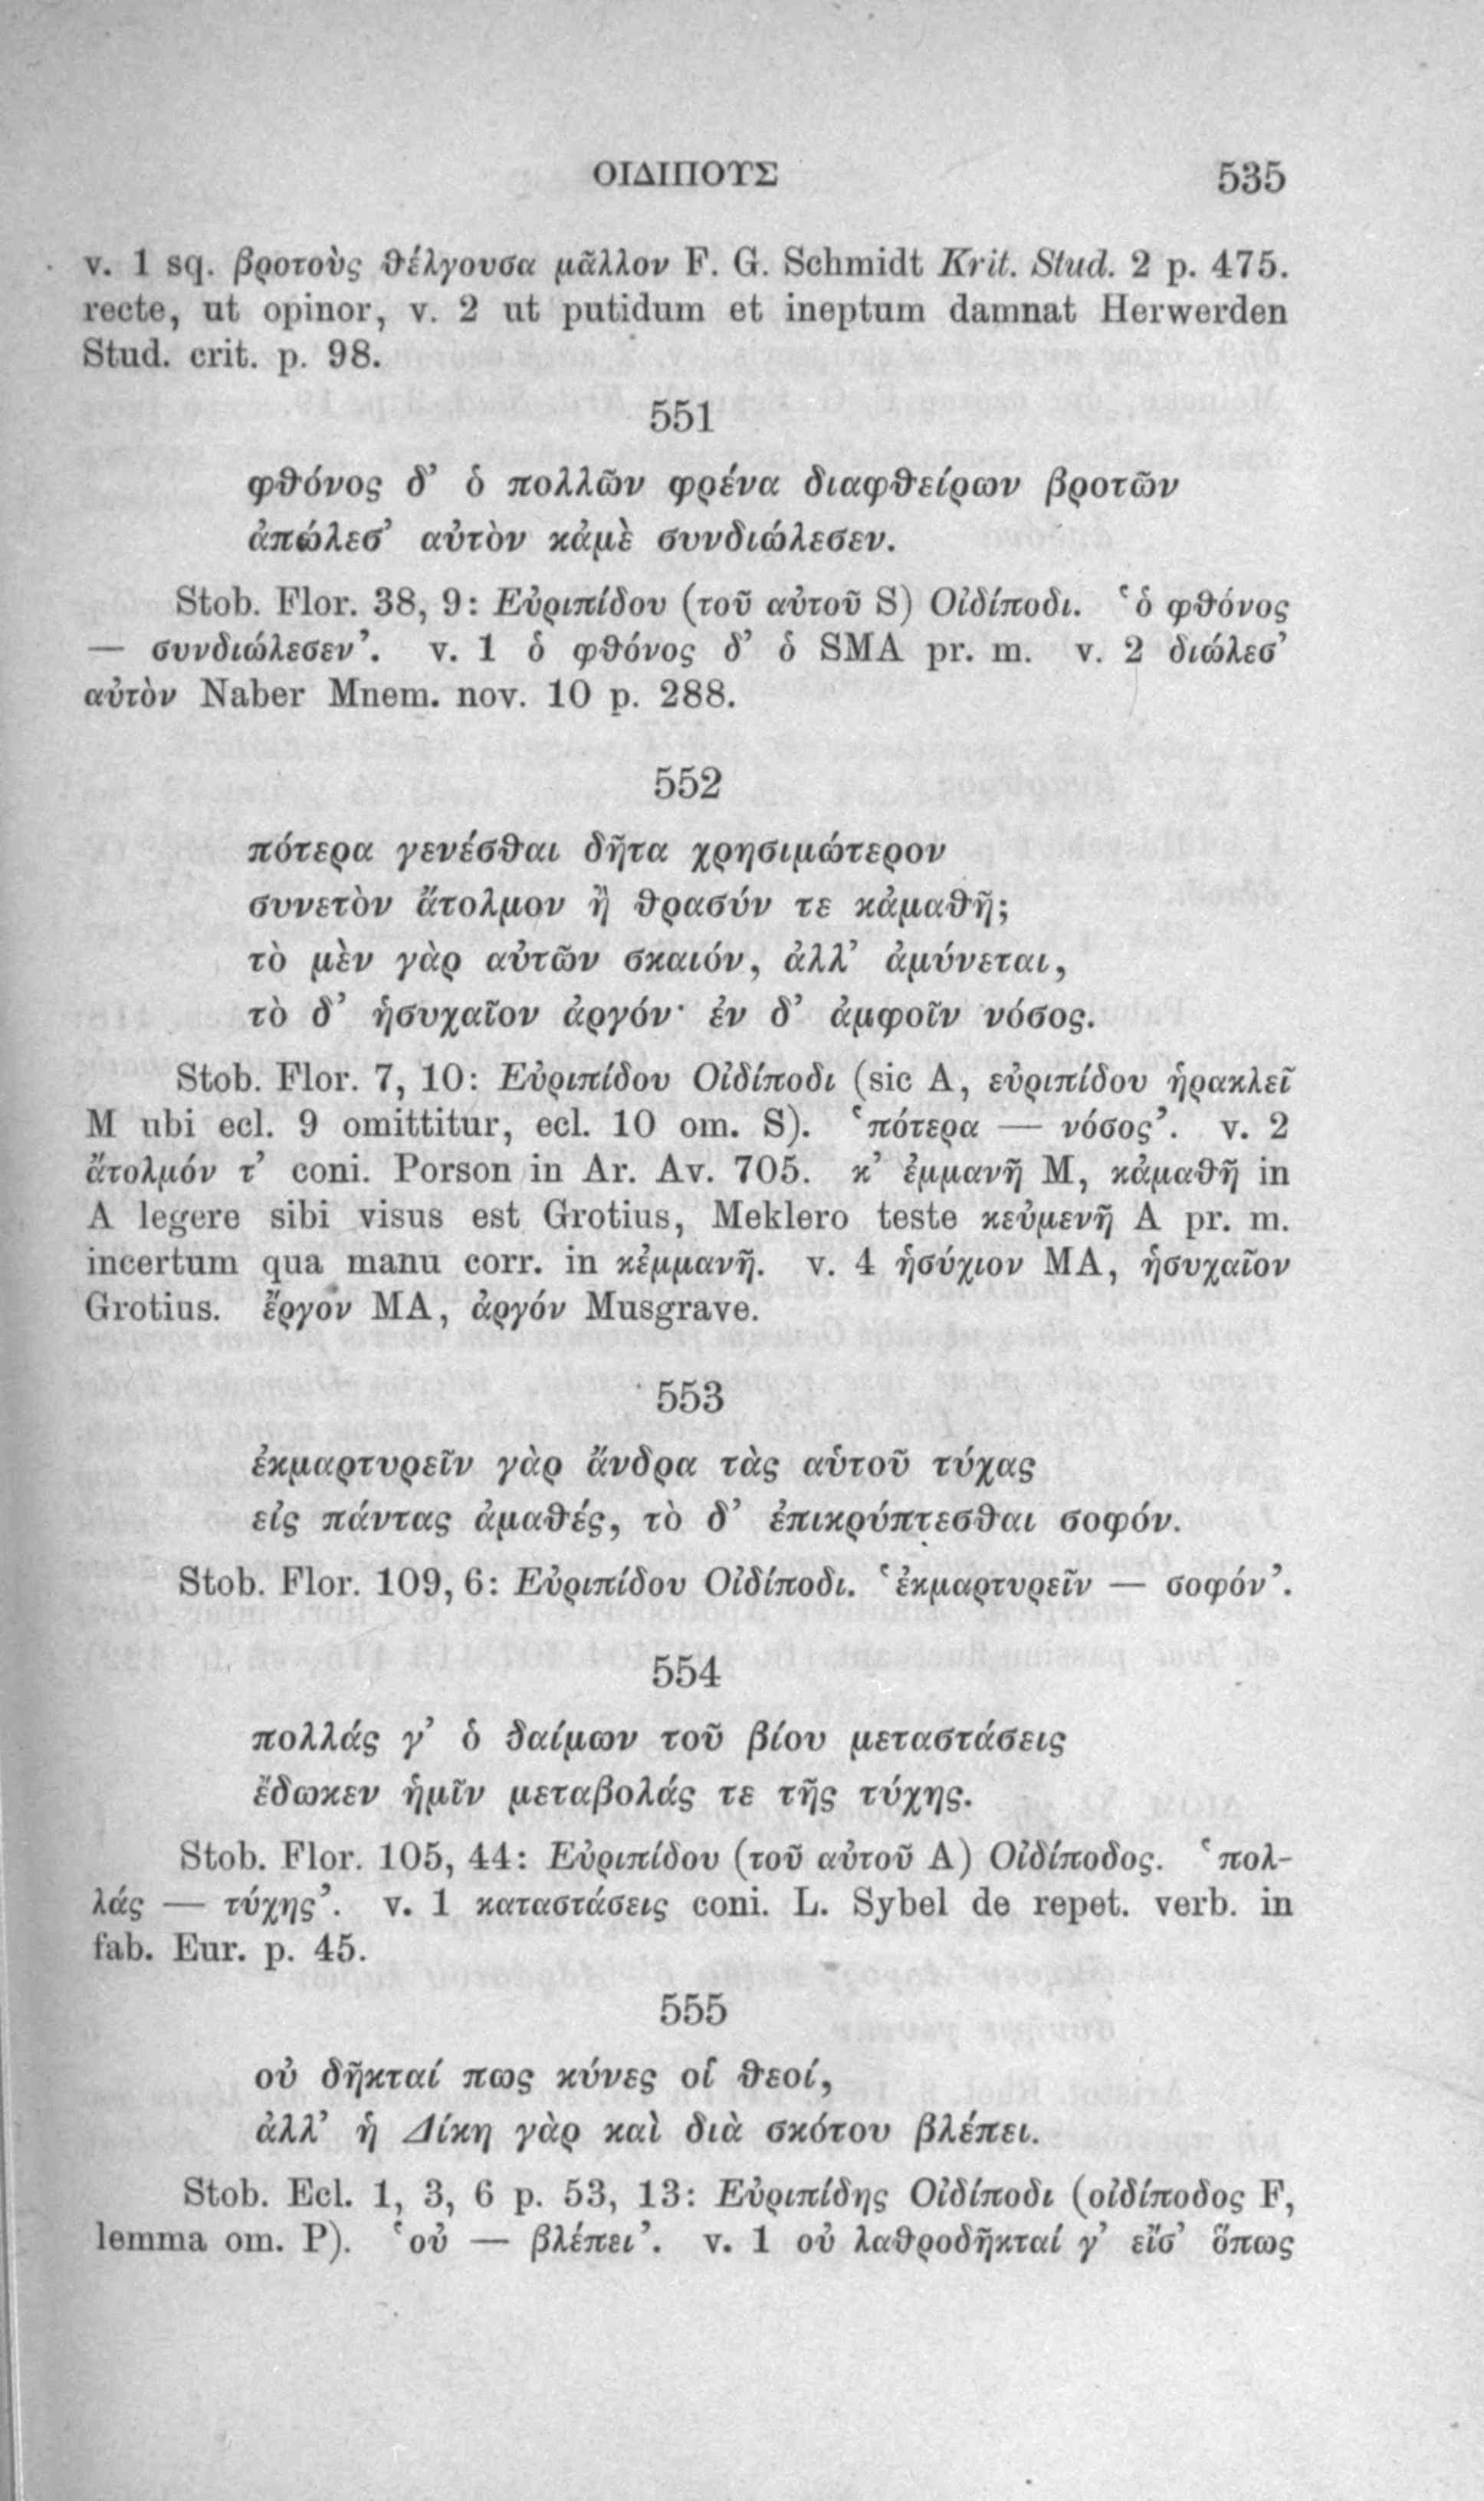 ΟΙΔΙΠΟΥΣ 535
v. 1 sq. βροτοὺς θέλγουσα μᾶλλον F. G. Schmidt Krit. Stud. 2 p. 475.
recte, ut opinor, v. 2 ut putidum et ineptum damnat Herwerden
Stud. crit. p. 98.
551
φθόνος δ’ ὁ πολλῶν φρένα διαφθείρων βροτῶν
ἀπώλεσ’ αὐτὸν κἀμὲ συνδιώλεσεν.
Stob. Flor. 38, 9: Εὐριπίδου (τοῦ αὐτοῦ S) Οἰδίποδι. ‘ὁ φθόνος
— συνδιώλεσεν’. v. 1 ὁ φθόνος δ’ ὁ SMA pr. m. v. 2 διώλεσ’
αὐτὸν Naber Mnem. nov. 10 p. 288.
552
πότερα γενέσθαι δῆτα χρησιμώτερον
συνετὸν ἄτολμον ἢ θρασύν τε κἀμαθῆ;
τὸ μὲν γὰρ αὐτῶν σκαιόν, ἀλλ’ ἀμύνεται,
τὸ δ’ ἡσυχαῖον ἀργόν· ἐν δ’ ἀμφοῖν νόσος.
Stob. Flor. 7, 10: Εὐριπίδου Οἰδίποδι (sic A, εὐριπίδου ἡρακλεῖ
M ubi ecl. 9 omittitur, ecl. 10 om. S). ‘πότερα — νόσος’. v. 2
ἄτολμόν τ’ coni. Porson in Ar. Av. 705. κ’ ἐμμανῆ M, κἀμαθῆ in
A legere sibi visus est Grotius, Meklero teste κεὐμενῆ A pr. m.
incertum qua manu corr. in κἐμμανῆ. v. 4 ἡσύχιον MA, ἡσυχαῖον
Grotius. ἔργον MA, ἀργόν Musgrave.
553
ἐκμαρτυρεῖν γὰρ ἄνδρα τὰς αὑτοῦ τύχας
εἰς πάντας ἀμαθές, τὸ δ’ ἐπικρύπτεσθαι σοφόν.
Stob. Flor. 109, 6: Εὐριπίδου Οἰδίποδι. ‘ἐκμαρτυρεῖν — σοφόν’.
554
πολλάς γ’ ὁ δαίμων τοῦ βίου μεταστάσεις
ἔδωκεν ἡμῖν μεταβολάς τε τῆς τύχης.
Stob. Flor. 105, 44: Εὐριπίδου (τοῦ αὐτοῦ A) Οἰδίποδος. ‘πολ-
λάς — τύχης’. v. 1 καταστάσεις coni. L. Sybel de repet. verb. in
fab. Eur. p. 45.
555
οὐ δῆκταί πως κύνες οἱ θεοί,
ἀλλ’ ἡ Δίκη γὰρ καὶ διὰ σκότου βλέπει.
Stob. Ecl. 1, 3, 6 p. 53, 13: Εὐριπίδης Οἰδίποδι (οἰδίποδος F,
lemma om. P). ‘οὐ — βλέπει’. v. 1 οὐ λαθροδῆκταί γ’ εἴσ’ ὅπως